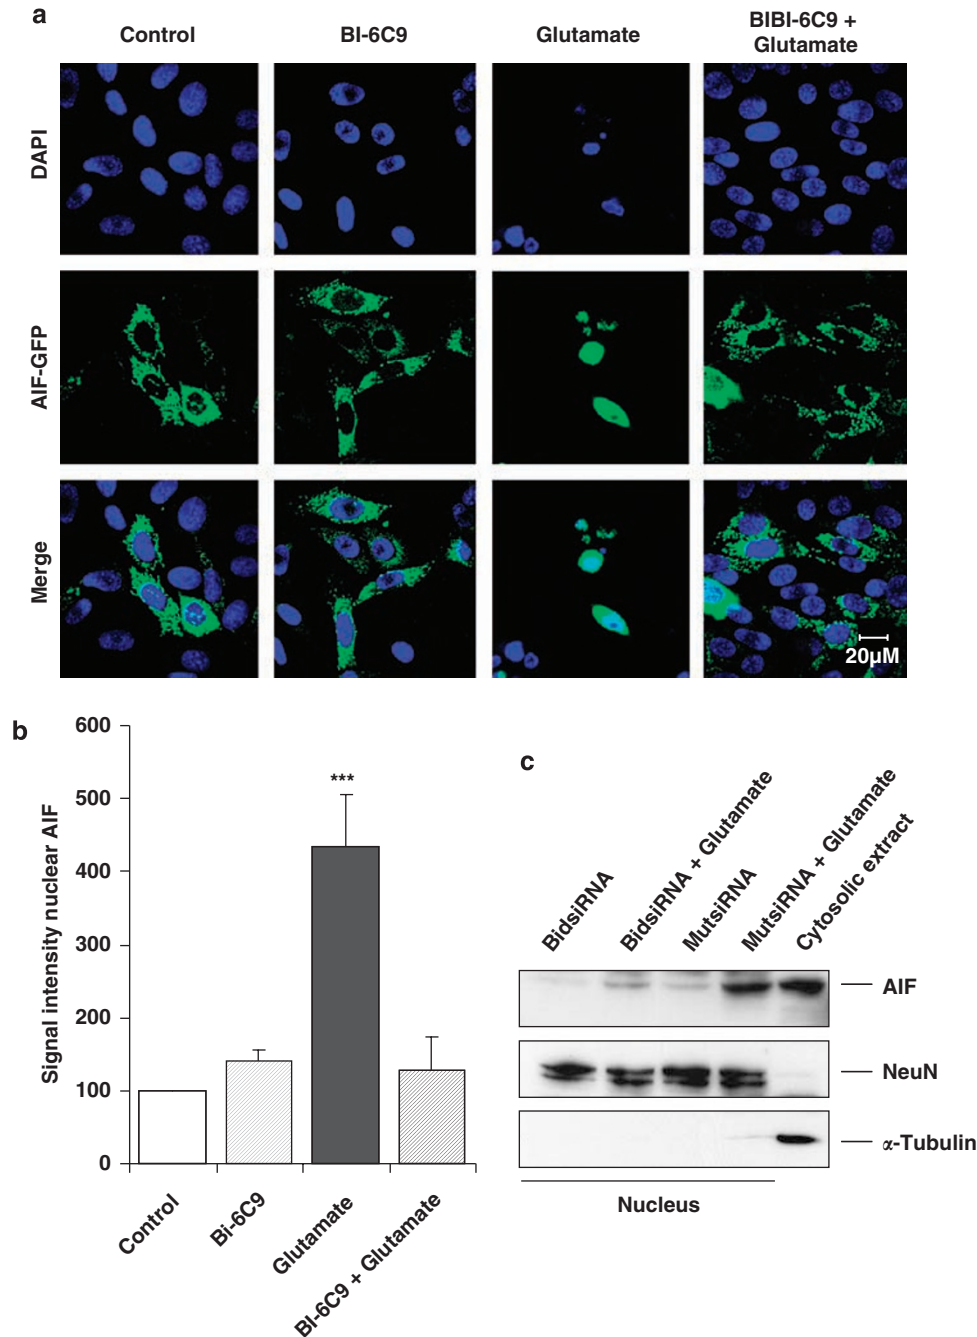 a
Control
BI-6C9
Glutamate
BIBI-6C9 +
Glutamate
DAPI
AIF-GFP
Merge
20µM
b
600
500
400
300
200
100
0
Signal intensity nuclear AIF
***
Control
Bi-6C9
Glutamate
BI-6C9 + Glutamate
c
BidsiRNA
BidsiRNA + Glutamate
MutsiRNA
MutsiRNA + Glutamate
Cytosolic extract
AIF
NeuN
α-Tubulin
Nucleus